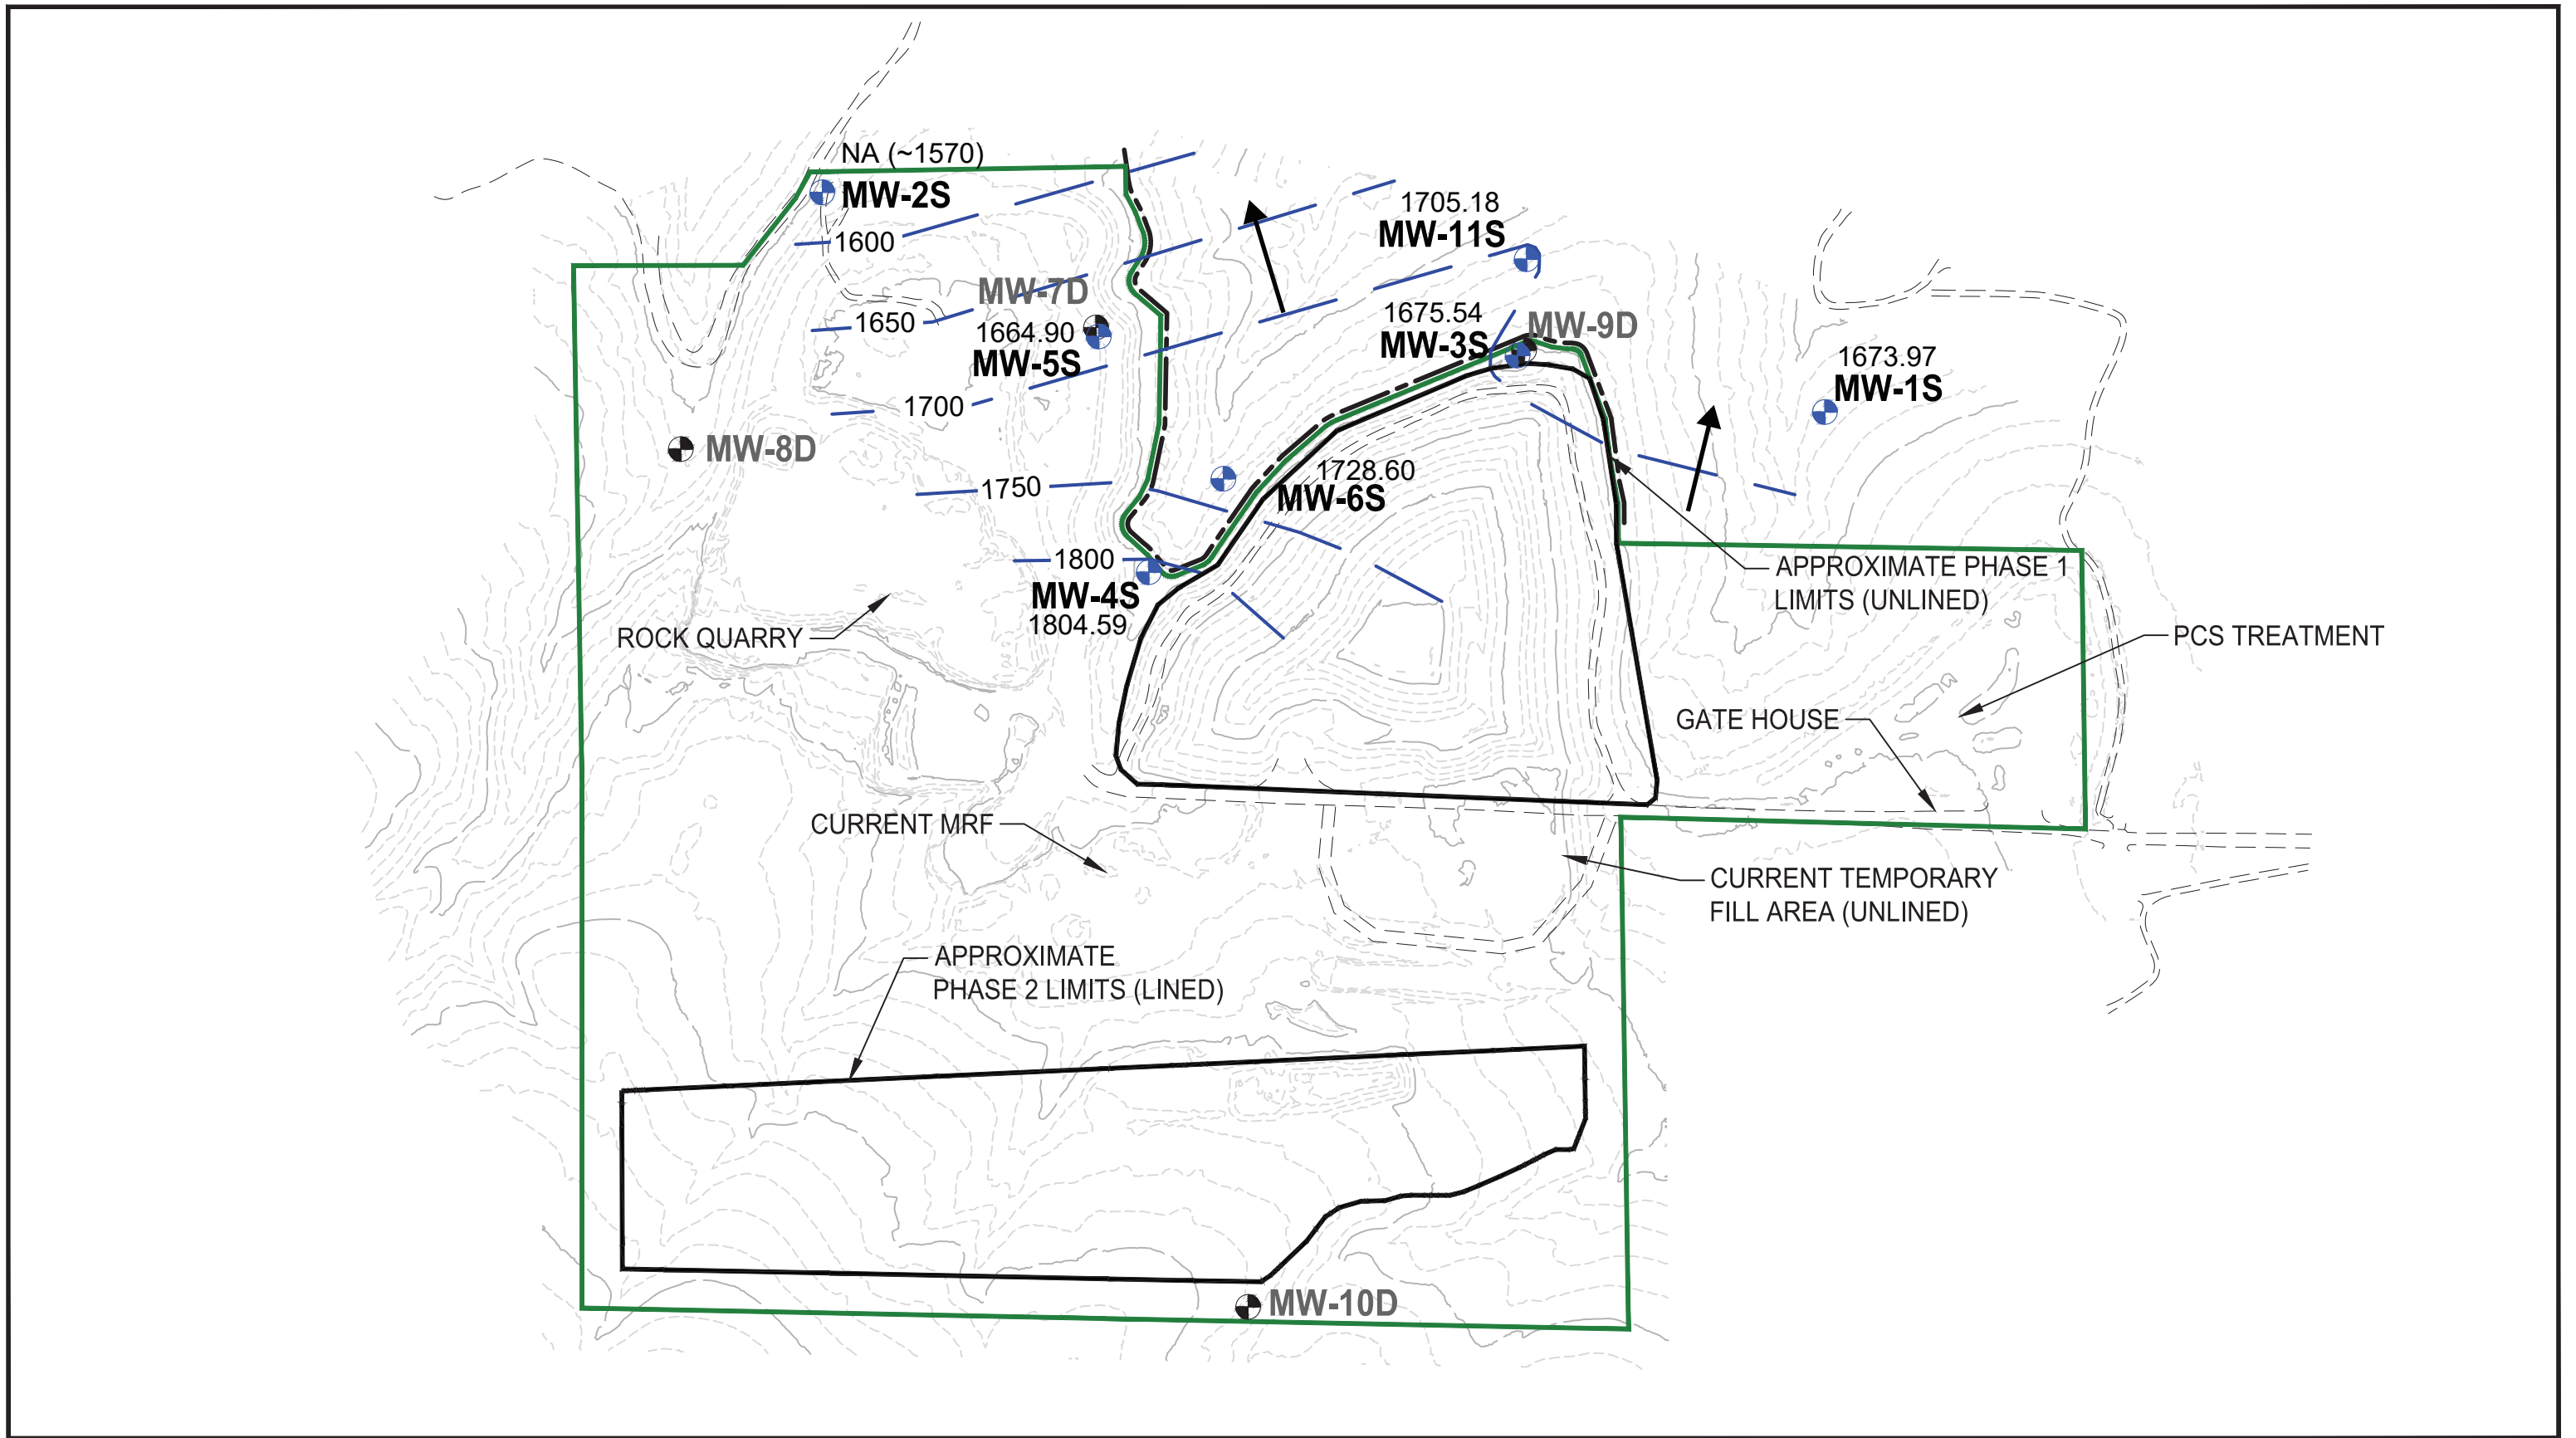 NA (~1570)
MW-2S
1600
1705.18
MW-11S
MW-7D
1650
1664.90
MW-5S
1675.54
MW-3S
MW-9D
1673.97
MW-1S
1700
MW-8D
1728.60
MW-6S
1750
1800
MW-4S
1804.59
APPROXIMATE PHASE 1
LIMITS (UNLINED)
ROCK QUARRY
PCS TREATMENT
GATE HOUSE
CURRENT MRF
CURRENT TEMPORARY
FILL AREA (UNLINED)
APPROXIMATE
PHASE 2 LIMITS (LINED)
MW-10D